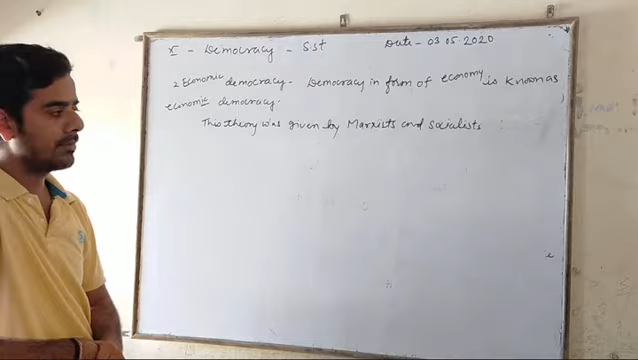 X - Democracy - SSt Date - 03.05.2020
2 Economic democracy - Democracy in form of economy is known as
economic democracy.
This theory was given by Marxists and Socialists